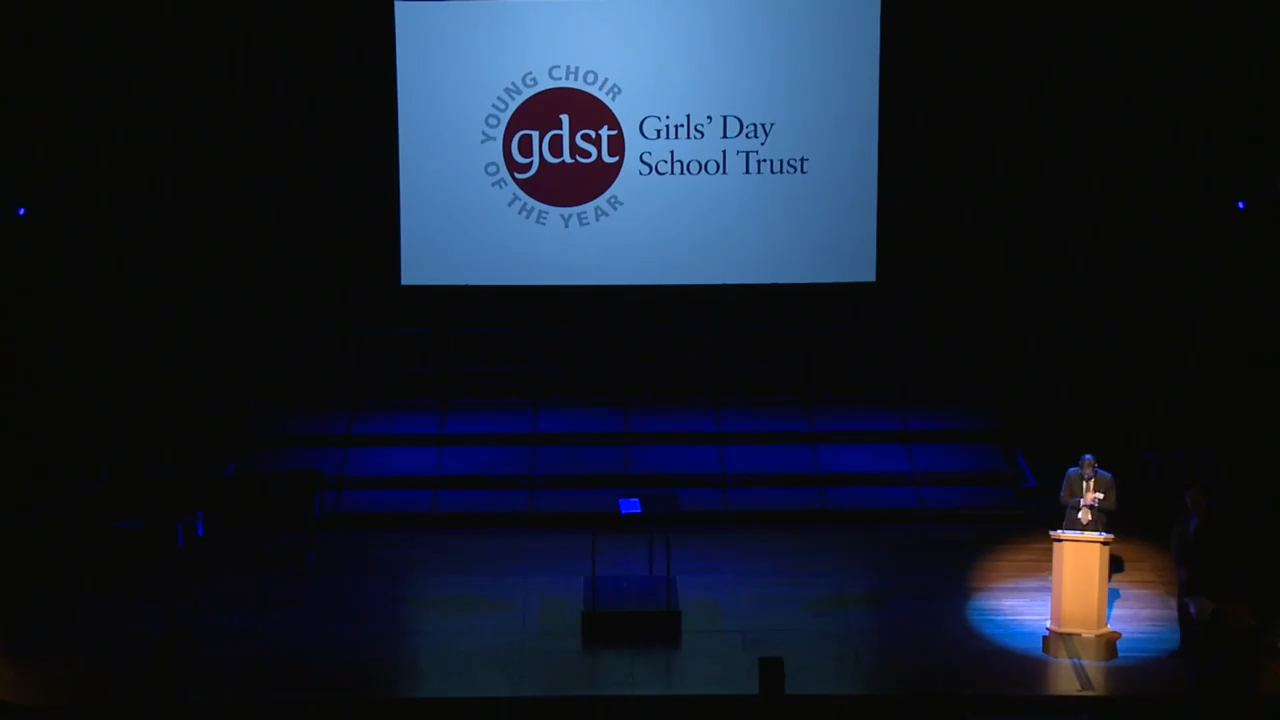 YOUNG CHOIR
OF THE YEAR
gdst
Girls' Day
School Trust